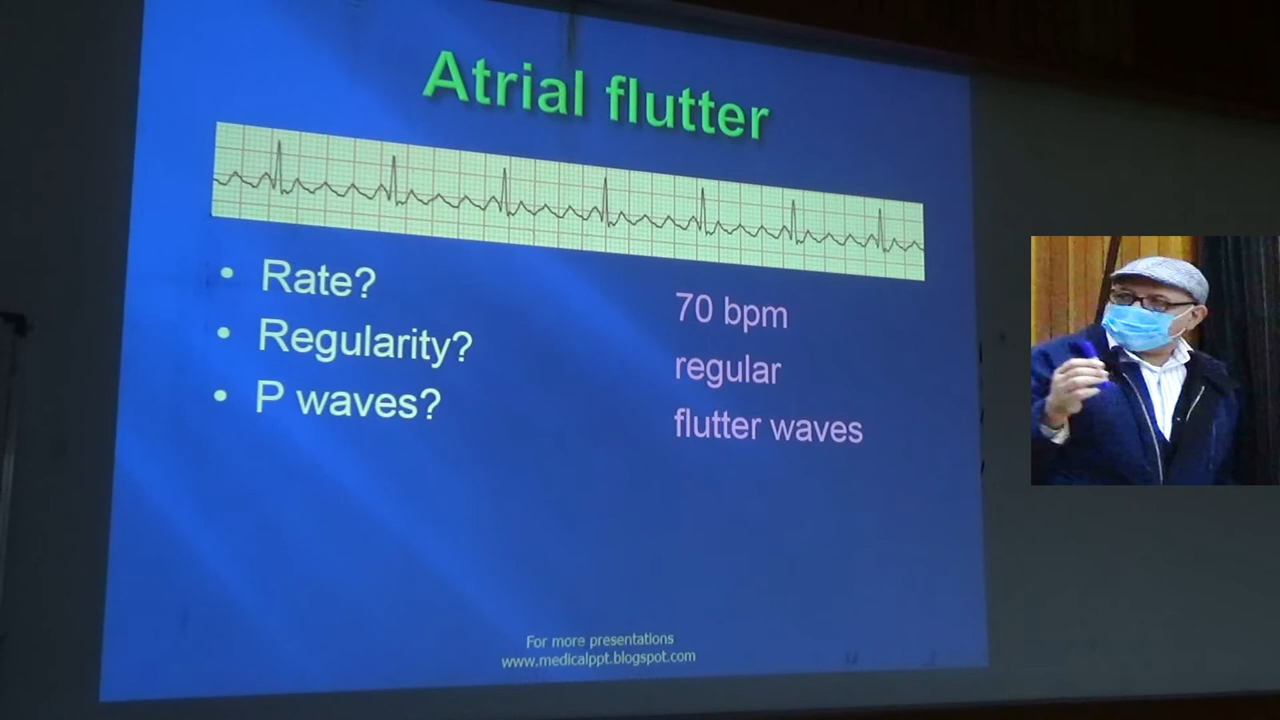 Atrial flutter
• Rate?
70 bpm
• Regularity?
regular
• P waves?
flutter waves
For more presentations
www.medicalppt.blogspot.com